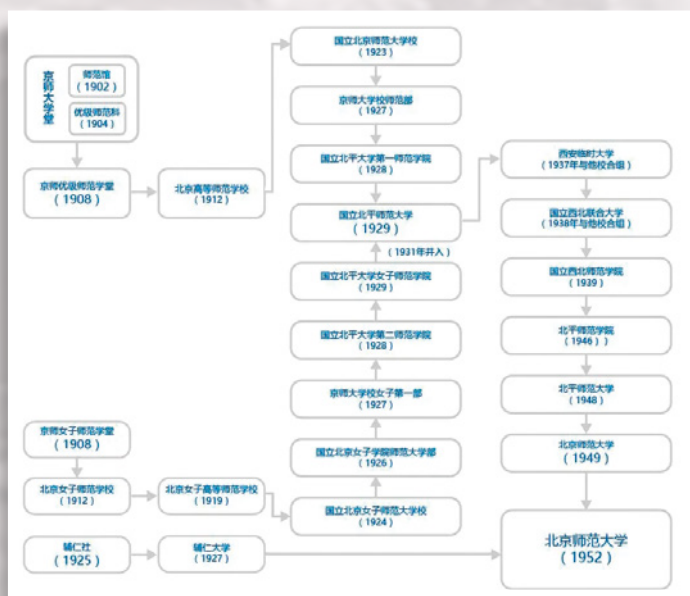 京师大学堂
师范馆
（1902）
优级师范科
（1904）
京师优级师范学堂
（1908）
北京高等师范学校
（1912）
国立北京师范大学校
（1923）
京师大学校师范部
（1927）
国立北平大学第一师范学院
（1928）
国立北平师范大学
（1929）
（1931年并入）
国立北平大学女子师范学院
（1929）
国立北平大学第二师范学院
（1928）
京师大学校女子第一部
（1927）
国立北京女子学院师范大学部
（1926）
国立北京女子师范大学校
（1924）
京师女子师范学堂
（1908）
北京女子师范学校
（1912）
北京女子高等师范学校
（1919）
辅仁社
（1925）
辅仁大学
（1927）
西安临时大学
（1937年与他校合组）
国立西北联合大学
（1938年与他校合组）
国立西北师范学院
（1939）
北平师范学院
（1946））
北平师范大学
（1948）
北京师范大学
（1949）
北京师范大学
（1952）